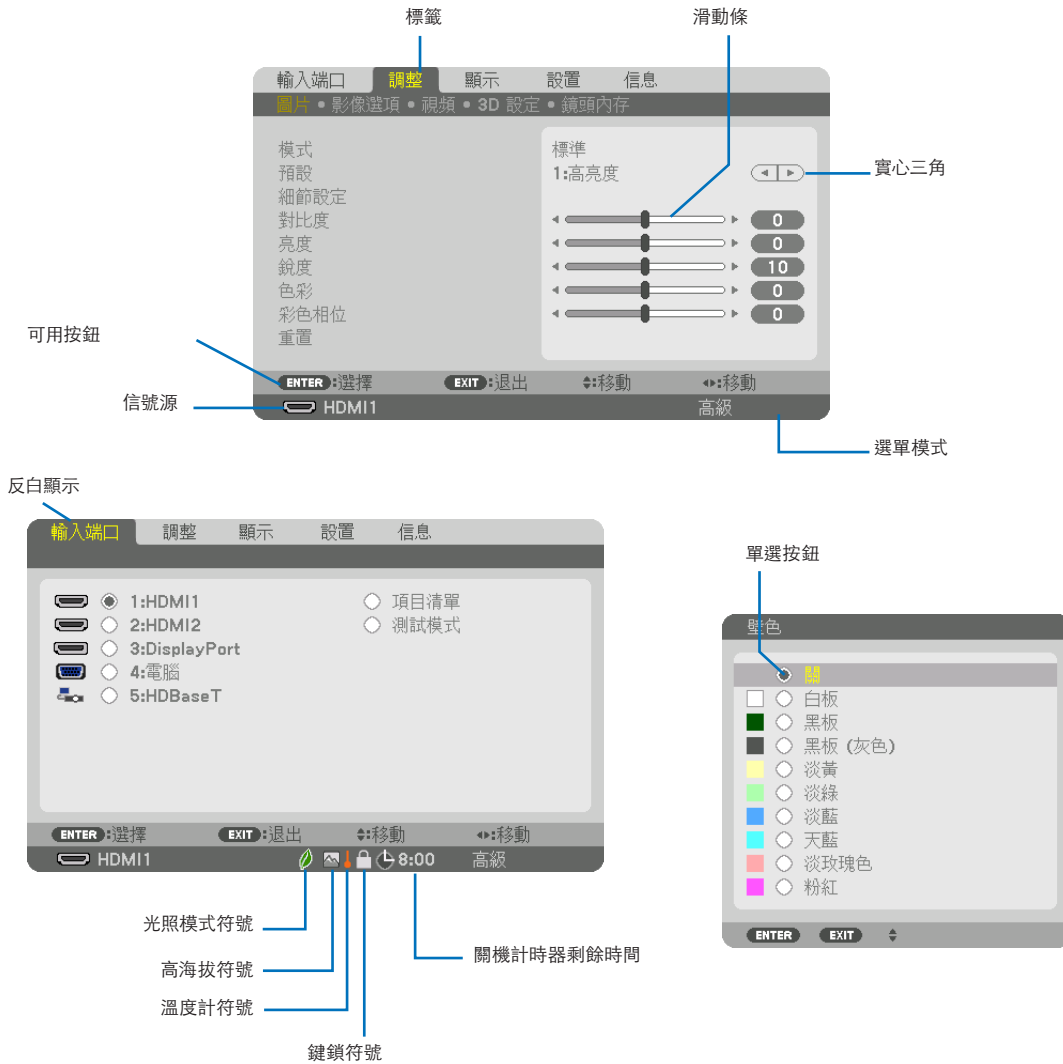 標籤
滑動條
輸入端口 調整 顯示 設置 信息
圖片 • 影像選項 • 視頻 • 3D 設定 • 鏡頭內存
模式 標準
預設 1:高亮度
實心三角
細節設定
對比度 0
亮度 0
銳度 10
色彩 0
彩色相位 0
重置
可用按鈕
ENTER:選擇 EXIT:退出 :移動 :移動
信號源
HDMI1 高級
選單模式
反白顯示
輸入端口 調整 顯示 設置 信息
1:HDMI1 項目清單
2:HDMI2 測試模式
3:DisplayPort
4:電腦
5:HDBaseT
ENTER:選擇 EXIT:退出 :移動 :移動
HDMI1 8:00 高級
光照模式符號
高海拔符號
溫度計符號
鍵鎖符號
關機計時器剩餘時間
單選按鈕
壁色
關
白板
黑板
黑板 (灰色)
淡黃
淡綠
淡藍
天藍
淡玫瑰色
粉紅
ENTER EXIT